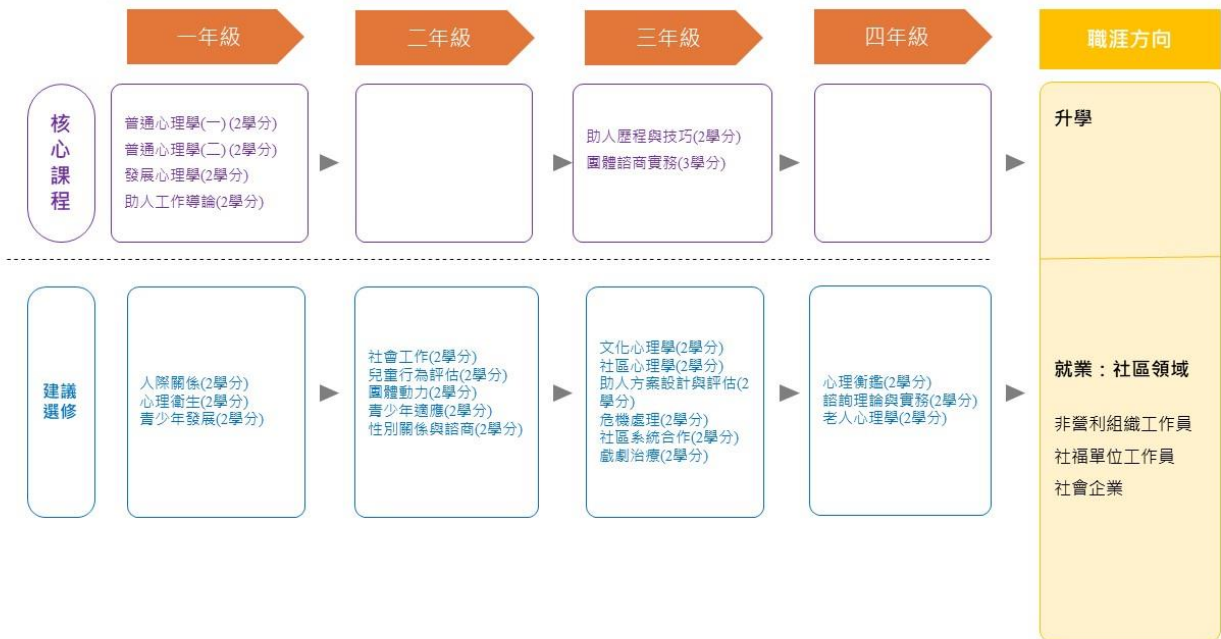 一年級
二年級
三年級
四年級
職涯方向
核
心
課
程
普通心理學(一) (2學分)
普通心理學(二) (2學分)
發展心理學(2學分)
助人工作導論(2學分)
助人歷程與技巧(2學分)
團體諮商實務(3學分)
升學
建議
選修
人際關係(2學分)
心理衛生(2學分)
青少年發展(2學分)
社會工作(2學分)
兒童行為評估(2學分)
團體動力(2學分)
青少年適應(2學分)
性別關係與諮商(2學分)
文化心理學(2學分)
社區心理學(2學分)
助人方案設計與評估(2
學分)
危機處理(2學分)
社區系統合作(2學分)
戲劇治療(2學分)
心理衡鑑(2學分)
諮詢理論與實務(2學分)
老人心理學(2學分)
就業：社區領域
非營利組織工作員
社福單位工作員
社會企業